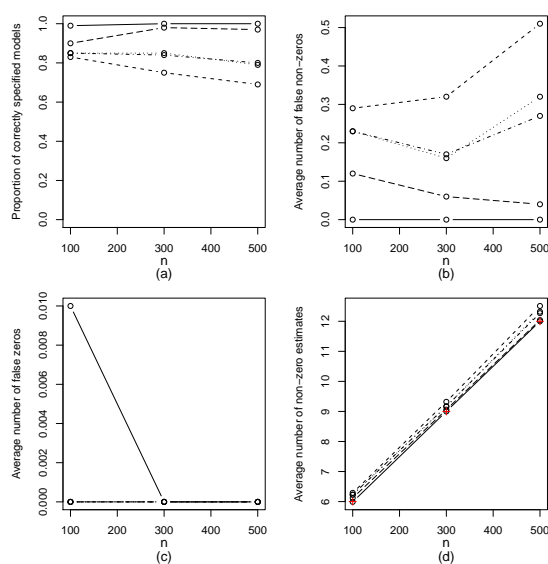 Proportion of correctly specified models
1.0
0.8
0.6
0.4
0.2
0.0
100 200 300 400 500
n
(a)
Average number of false non−zeros
0.5
0.4
0.3
0.2
0.1
0.0
100 200 300 400 500
n
(b)
Average number of false zeros
0.010
0.008
0.006
0.004
0.002
0.000
100 200 300 400 500
n
(c)
Average number of non−zero estimates
12
11
10
9
8
7
6
100 200 300 400 500
n
(d)